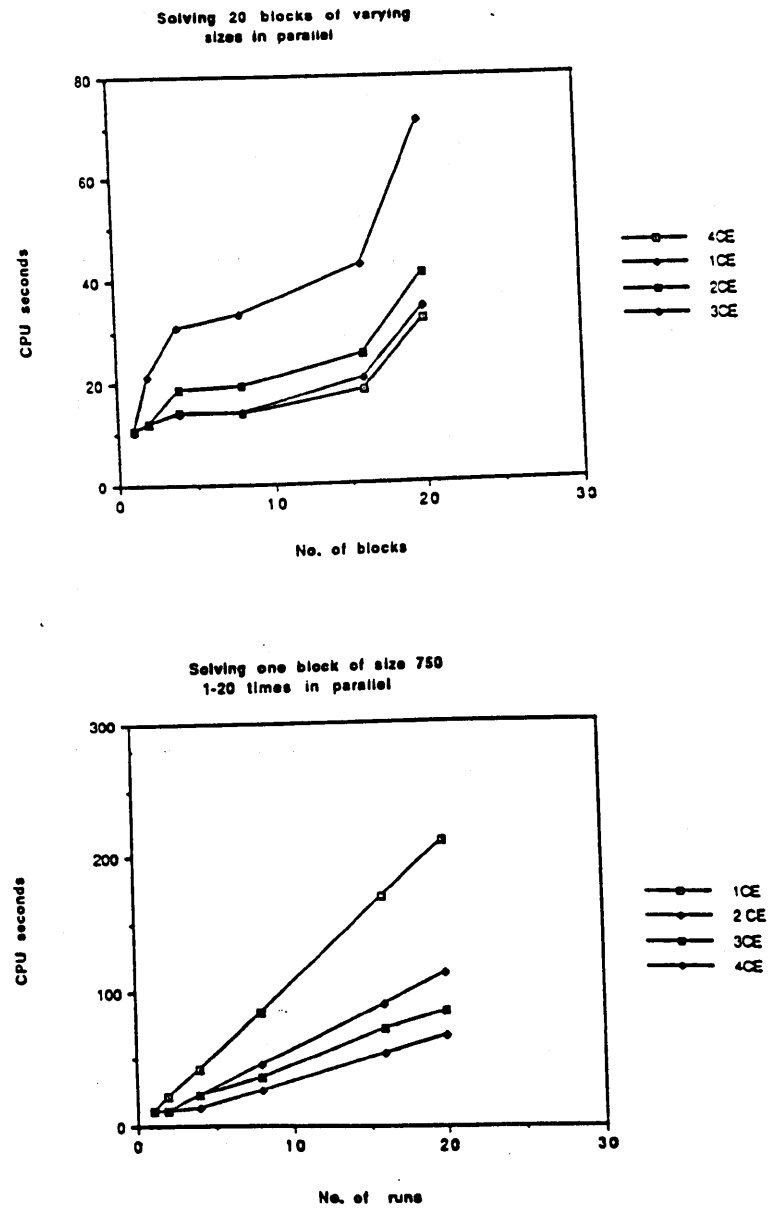 Solving 20 blocks of varying
sizes in parallel
80
60
40
20
0
CPU seconds
0 10 20 30
No. of blocks
4CE
1CE
2CE
3CE
Solving one block of size 750
1-20 times in parallel
300
200
100
0
CPU seconds
0 10 20 30
No. of runs
1CE
2 CE
3CE
4CE